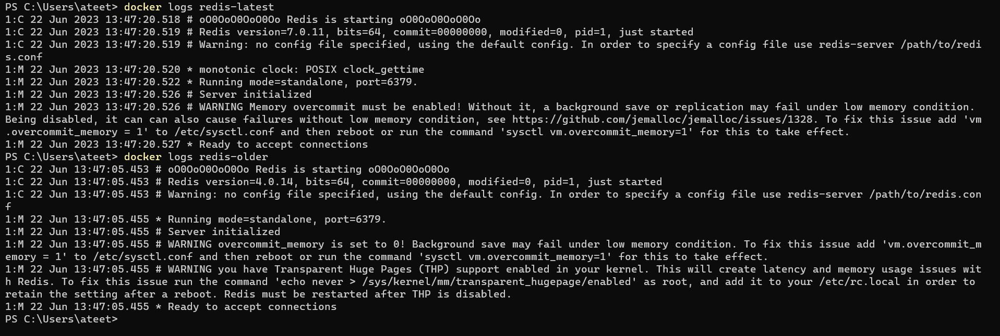 PS C:\Users\ateet> docker logs redis-latest
1:C 22 Jun 2023 13:47:20.518 # oO0OoO0OoO0Oo Redis is starting oO0OoO0OoO0Oo
1:C 22 Jun 2023 13:47:20.519 # Redis version=7.0.11, bits=64, commit=00000000, modified=0, pid=1, just started
1:C 22 Jun 2023 13:47:20.519 # Warning: no config file specified, using the default config. In order to specify a config file use redis-server /path/to/redi
s.conf
1:M 22 Jun 2023 13:47:20.520 * monotonic clock: POSIX clock_gettime
1:M 22 Jun 2023 13:47:20.522 * Running mode=standalone, port=6379.
1:M 22 Jun 2023 13:47:20.526 # Server initialized
1:M 22 Jun 2023 13:47:20.526 # WARNING Memory overcommit must be enabled! Without it, a background save or replication may fail under low memory condition.
Being disabled, it can can also cause failures without low memory condition, see https://github.com/jemalloc/jemalloc/issues/1328. To fix this issue add 'vm
.overcommit_memory = 1' to /etc/sysctl.conf and then reboot or run the command 'sysctl vm.overcommit_memory=1' for this to take effect.
1:M 22 Jun 2023 13:47:20.527 * Ready to accept connections
PS C:\Users\ateet> docker logs redis-older
1:C 22 Jun 13:47:05.453 # oO0OoO0OoO0Oo Redis is starting oO0OoO0OoO0Oo
1:C 22 Jun 13:47:05.453 # Redis version=4.0.14, bits=64, commit=00000000, modified=0, pid=1, just started
1:C 22 Jun 13:47:05.453 # Warning: no config file specified, using the default config. In order to specify a config file use redis-server /path/to/redis.con
f
1:M 22 Jun 13:47:05.455 * Running mode=standalone, port=6379.
1:M 22 Jun 13:47:05.455 # Server initialized
1:M 22 Jun 13:47:05.455 # WARNING overcommit_memory is set to 0! Background save may fail under low memory condition. To fix this issue add 'vm.overcommit_m
emory = 1' to /etc/sysctl.conf and then reboot or run the command 'sysctl vm.overcommit_memory=1' for this to take effect.
1:M 22 Jun 13:47:05.455 # WARNING you have Transparent Huge Pages (THP) support enabled in your kernel. This will create latency and memory usage issues wit
h Redis. To fix this issue run the command 'echo never > /sys/kernel/mm/transparent_hugepage/enabled' as root, and add it to your /etc/rc.local in order to
retain the setting after a reboot. Redis must be restarted after THP is disabled.
1:M 22 Jun 13:47:05.455 * Ready to accept connections
PS C:\Users\ateet>